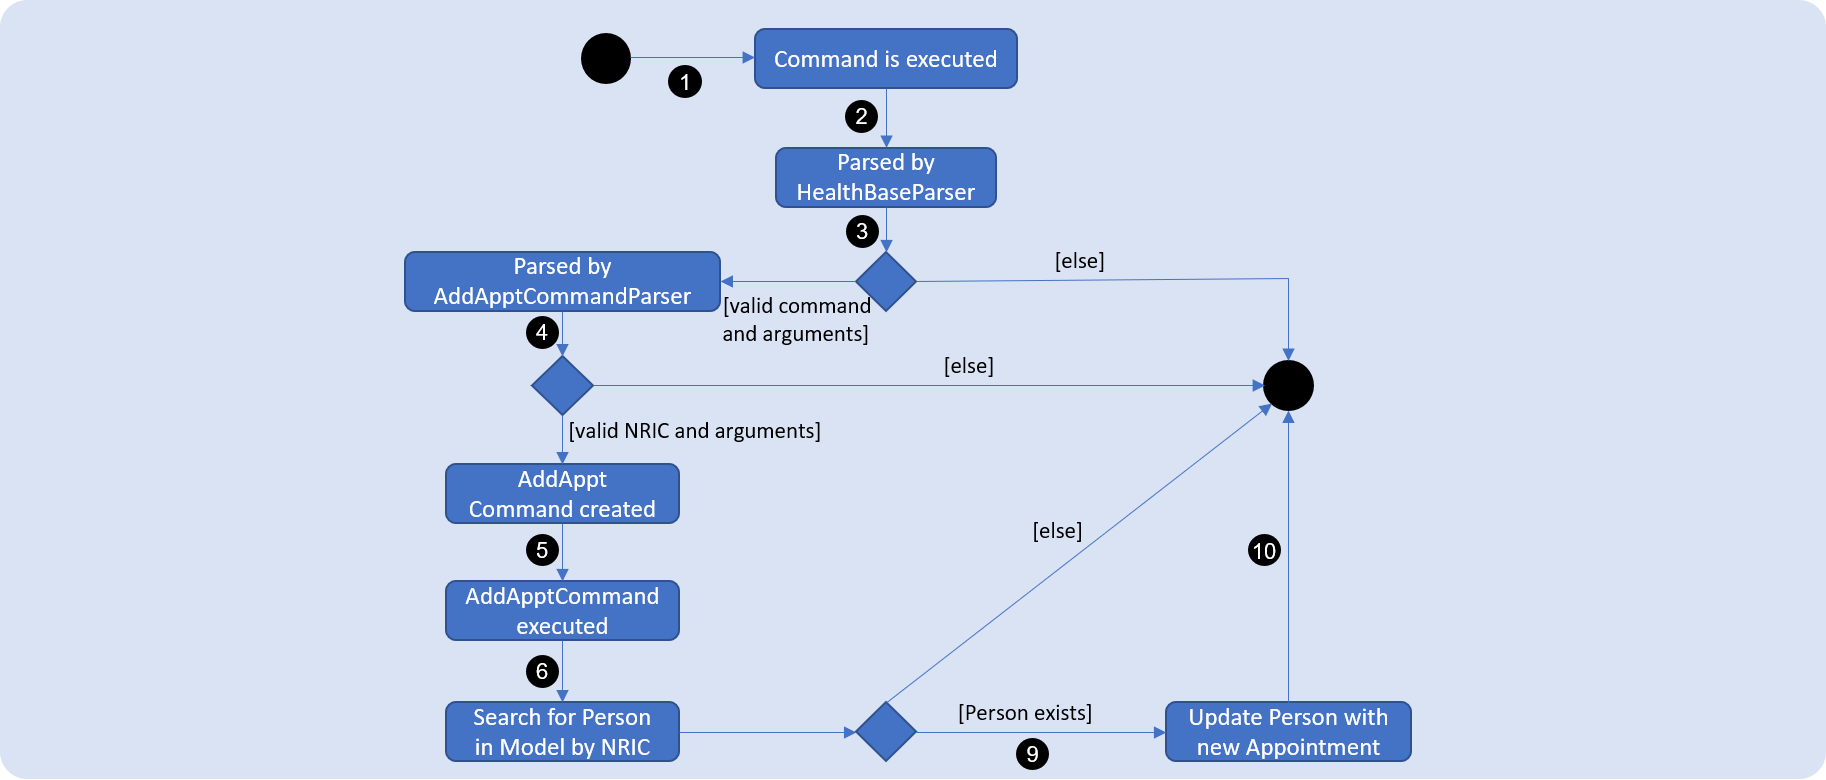 Command is executed
1
2
Parsed by
HealthBaseParser
3
Parsed by
AddApptCommandParser
[else]
[valid command
and arguments]
4
[else]
[valid NRIC and arguments]
AddAppt
Command created
5
[else]
10
AddApptCommand
executed
6
Search for Person
in Model by NRIC
[Person exists]
9
Update Person with
new Appointment